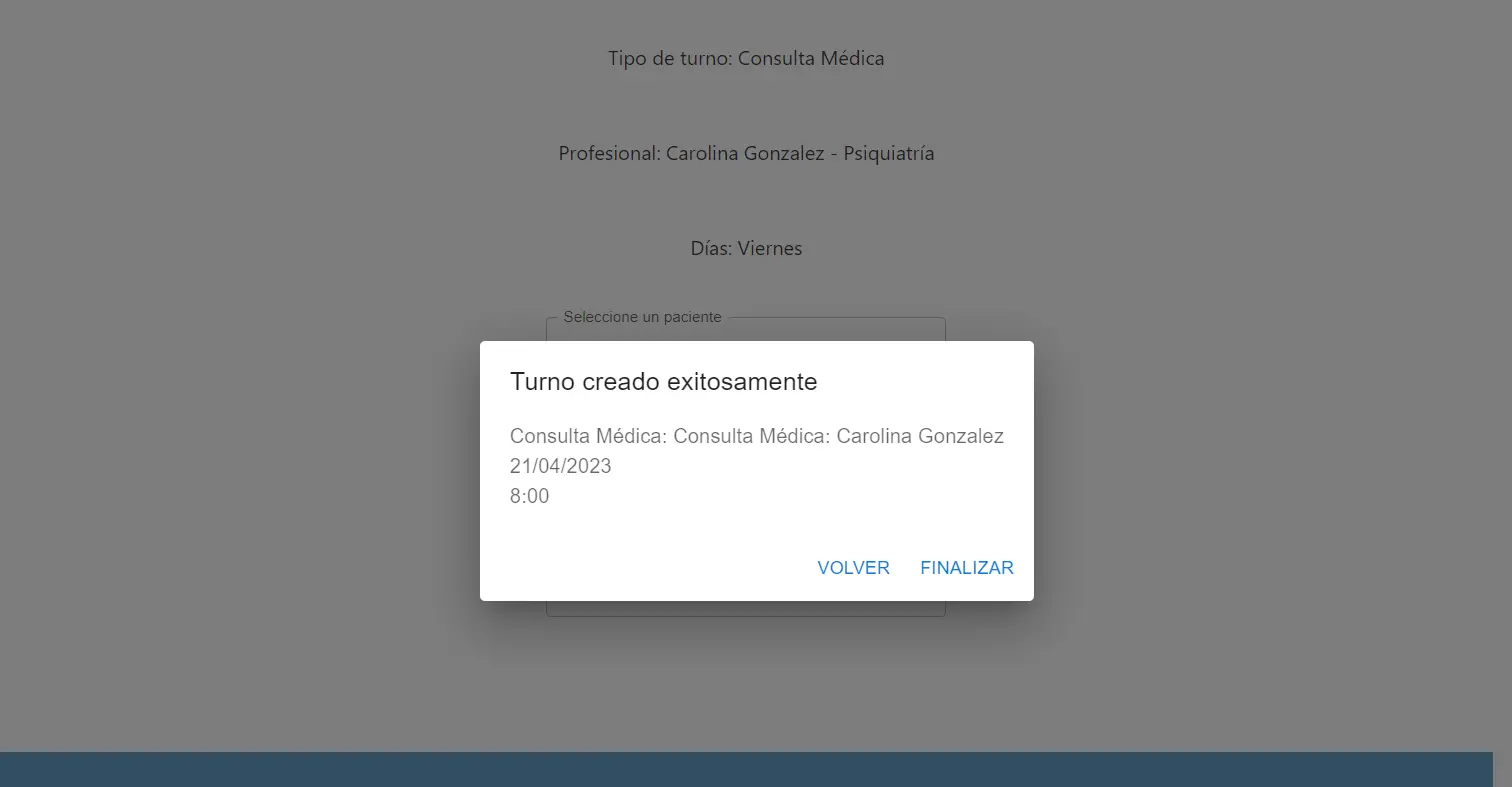 Tipo de turno: Consulta Médica
Profesional: Carolina Gonzalez - Psiquiatría
Días: Viernes
Seleccione un paciente
Turno creado exitosamente
Consulta Médica: Consulta Médica: Carolina Gonzalez
21/04/2023
8:00
VOLVER FINALIZAR